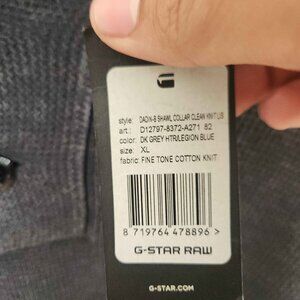 style: DADIN-B SHAWL COLLAR CLEAN KNIT L/S
art.: D12797-8372-A271 82
color: DK GREY HTR/LEGION BLUE
size: XL
fabric: FINE TONE COTTON KNIT
8 719764 478896 >
G-STAR RAW
G-STAR.COM